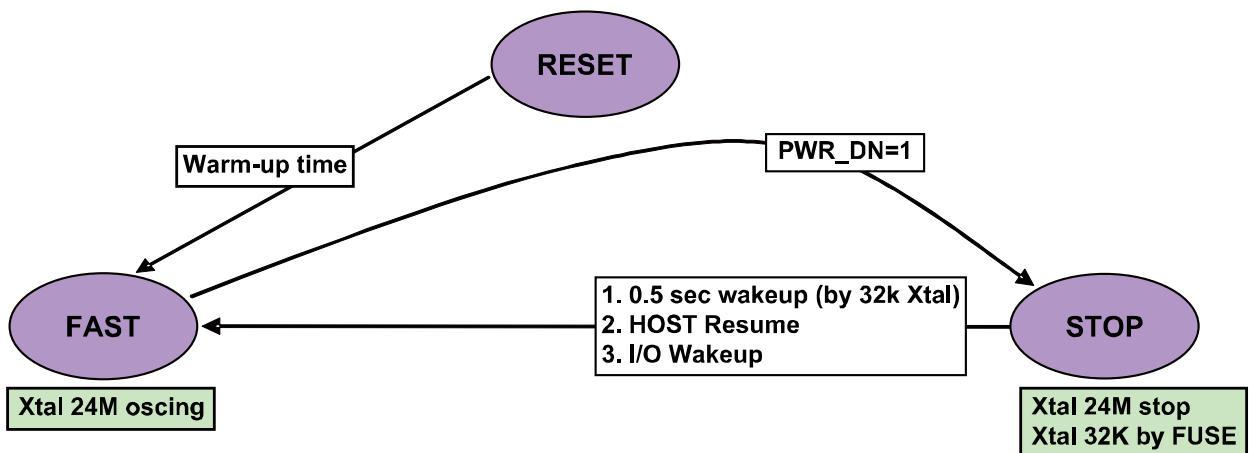 RESET
Warm-up time
PWR_DN=1
FAST
1. 0.5 sec wakeup (by 32k Xtal)
2. HOST Resume
3. I/O Wakeup
STOP
Xtal 24M oscing
Xtal 24M stop
Xtal 32K by FUSE